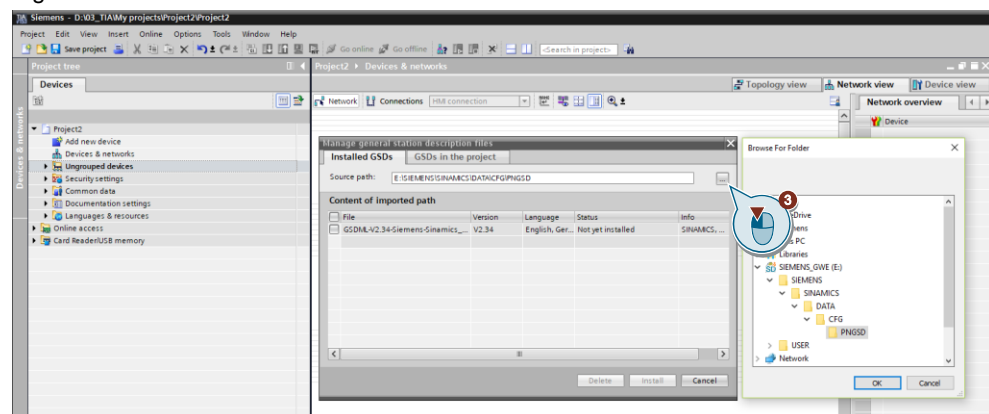 Siemens - D:\03_TIA\My projects\Project2\Project2
Project Edit View Insert Online Options Tools Window Help
Save project Go online Go offline <Search in project>
Project tree
Project2 ▸ Devices & networks
Devices
Topology view Network view Device view
Network Connections HMI connection
Network overview
Device
Devices & networks
Project2
Add new device
Devices & networks
Ungrouped devices
Security settings
Common data
Documentation settings
Languages & resources
Online access
Card Reader/USB memory
Manage general station description files
Installed GSDs GSDs in the project
Source path: E:\SIEMENS\SINAMICS\DATA\CFG\PNGSD
Content of imported path
File Version Language Status Info
GSDML-V2.34-Siemens-Sinamics_... V2.34 English, Ger... Not yet installed SINAMICS, ...
Delete Install Cancel
Browse For Folder
3
Libraries
SIEMENS_GWE (E:)
SIEMENS
SINAMICS
DATA
CFG
PNGSD
USER
Network
OK Cancel